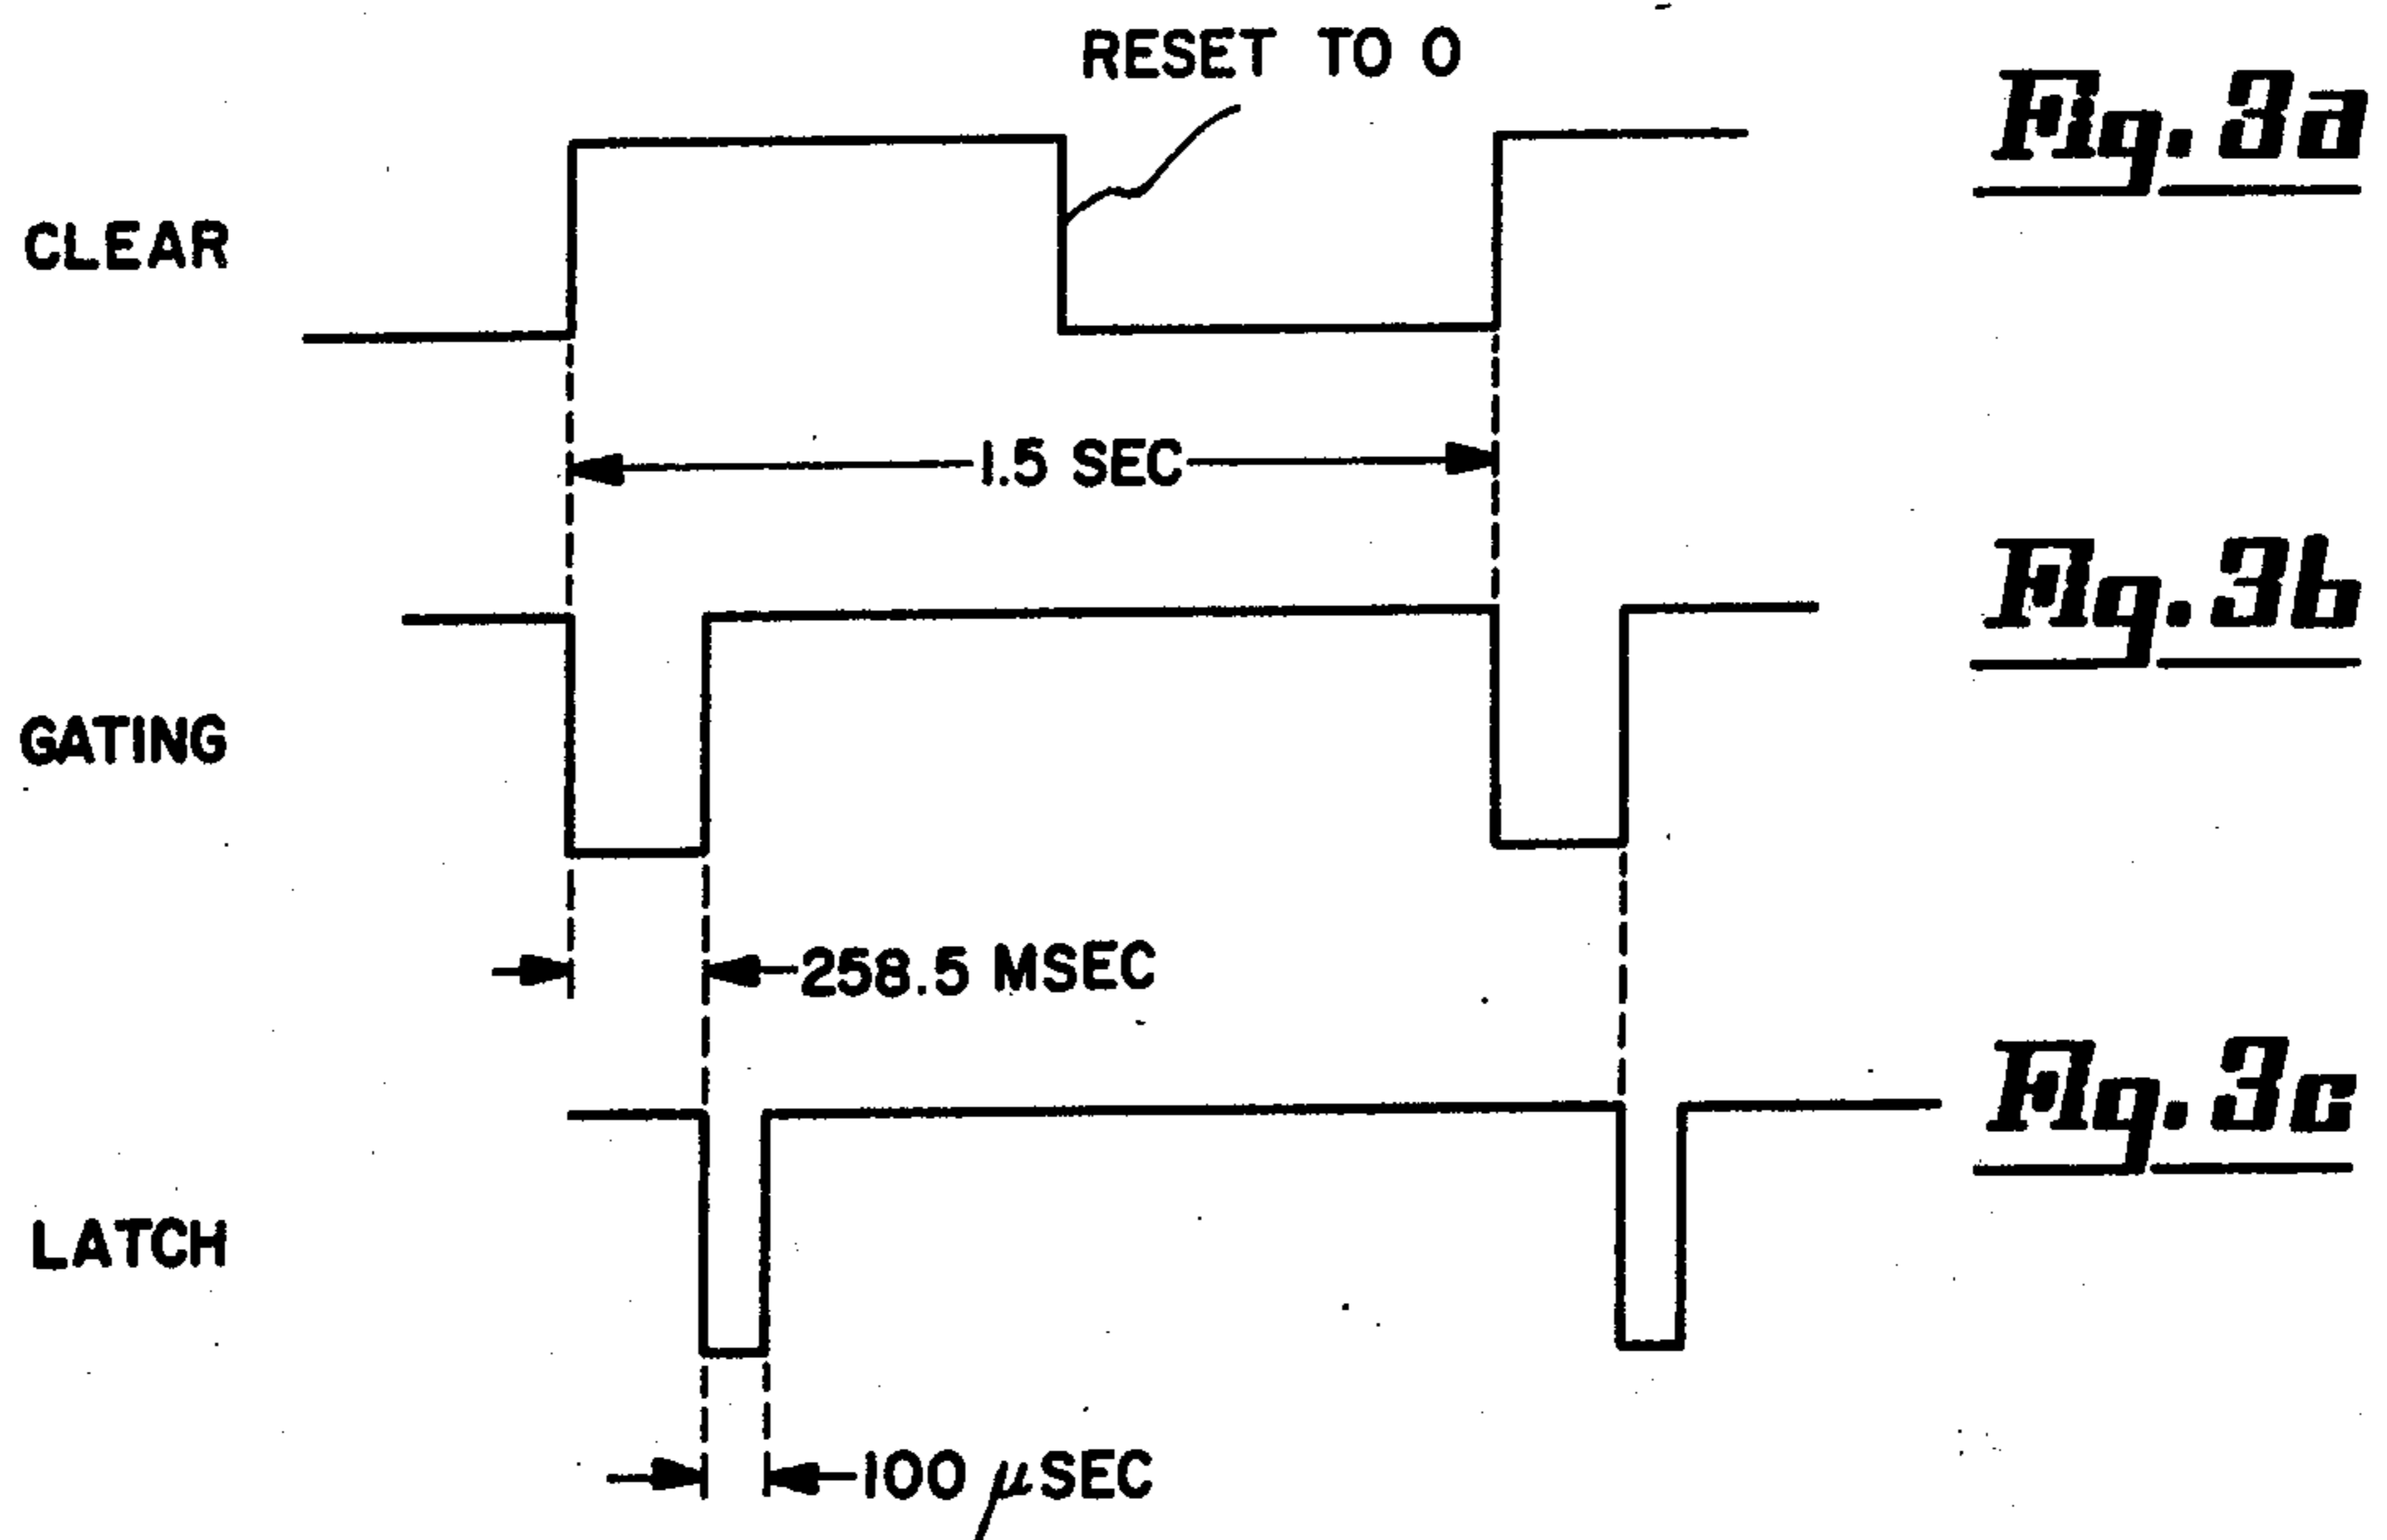 RESET TO 0
Fig. 3a
CLEAR
1.5 SEC
Fig. 3b
GATING
258.5 MSEC
Fig. 3c
LATCH
100 μSEC